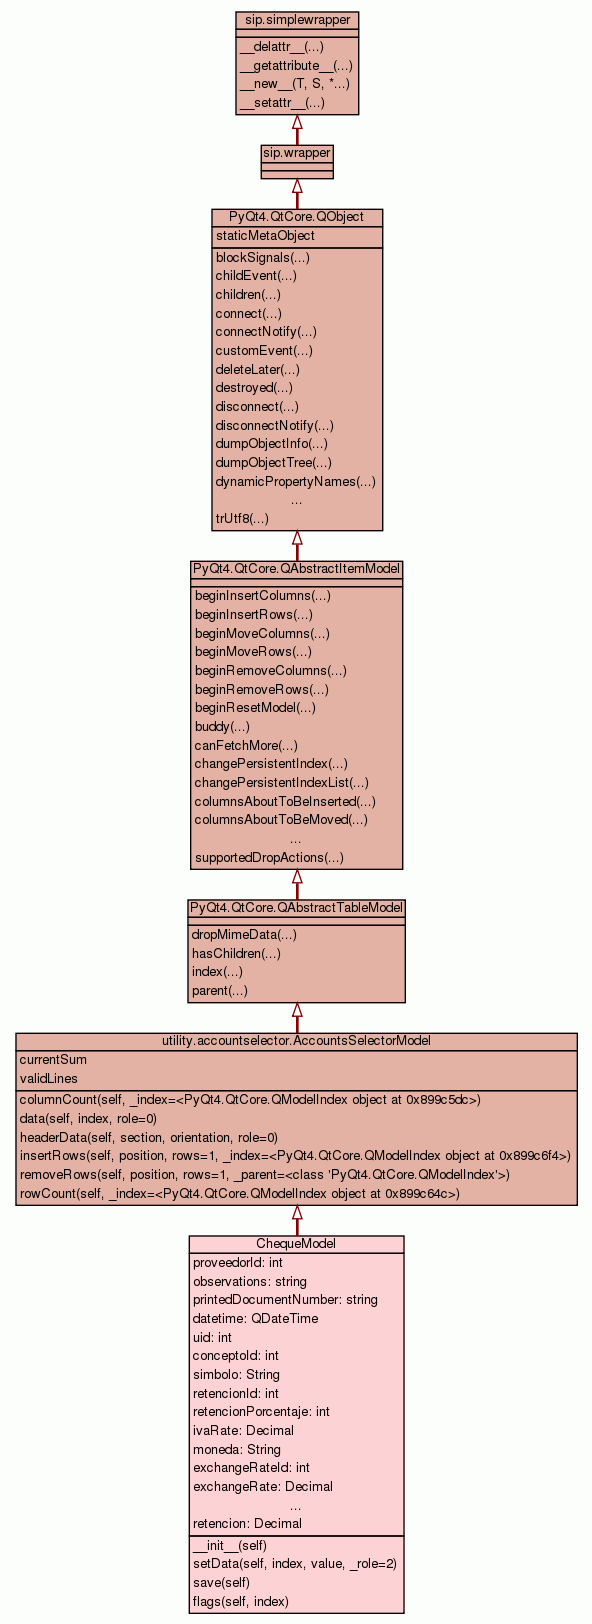 sip.simplewrapper
__delattr__(...)
__getattribute__(...)
__new__(T, S, *...)
__setattr__(...)
sip.wrapper
PyQt4.QtCore.QObject
staticMetaObject
blockSignals(...)
childEvent(...)
children(...)
connect(...)
connectNotify(...)
customEvent(...)
deleteLater(...)
destroyed(...)
disconnect(...)
disconnectNotify(...)
dumpObjectInfo(...)
dumpObjectTree(...)
dynamicPropertyNames(...)
...
trUtf8(...)
PyQt4.QtCore.QAbstractItemModel
beginInsertColumns(...)
beginInsertRows(...)
beginMoveColumns(...)
beginMoveRows(...)
beginRemoveColumns(...)
beginRemoveRows(...)
beginResetModel(...)
buddy(...)
canFetchMore(...)
changePersistentIndex(...)
changePersistentIndexList(...)
columnsAboutToBeInserted(...)
columnsAboutToBeMoved(...)
...
supportedDropActions(...)
PyQt4.QtCore.QAbstractTableModel
dropMimeData(...)
hasChildren(...)
index(...)
parent(...)
utility.accountselector.AccountsSelectorModel
currentSum
validLines
columnCount(self, _index=<PyQt4.QtCore.QModelIndex object at 0x899c5dc>)
data(self, index, role=0)
headerData(self, section, orientation, role=0)
insertRows(self, position, rows=1, _index=<PyQt4.QtCore.QModelIndex object at 0x899c6f4>)
removeRows(self, position, rows=1, _parent=<class 'PyQt4.QtCore.QModelIndex'>)
rowCount(self, _index=<PyQt4.QtCore.QModelIndex object at 0x899c64c>)
ChequeModel
proveedorId: int
observations: string
printedDocumentNumber: string
datetime: QDateTime
uid: int
conceptoId: int
simbolo: String
retencionId: int
retencionPorcentaje: int
ivaRate: Decimal
moneda: String
exchangeRateId: int
exchangeRate: Decimal
...
retencion: Decimal
__init__(self)
setData(self, index, value, _role=2)
save(self)
flags(self, index)